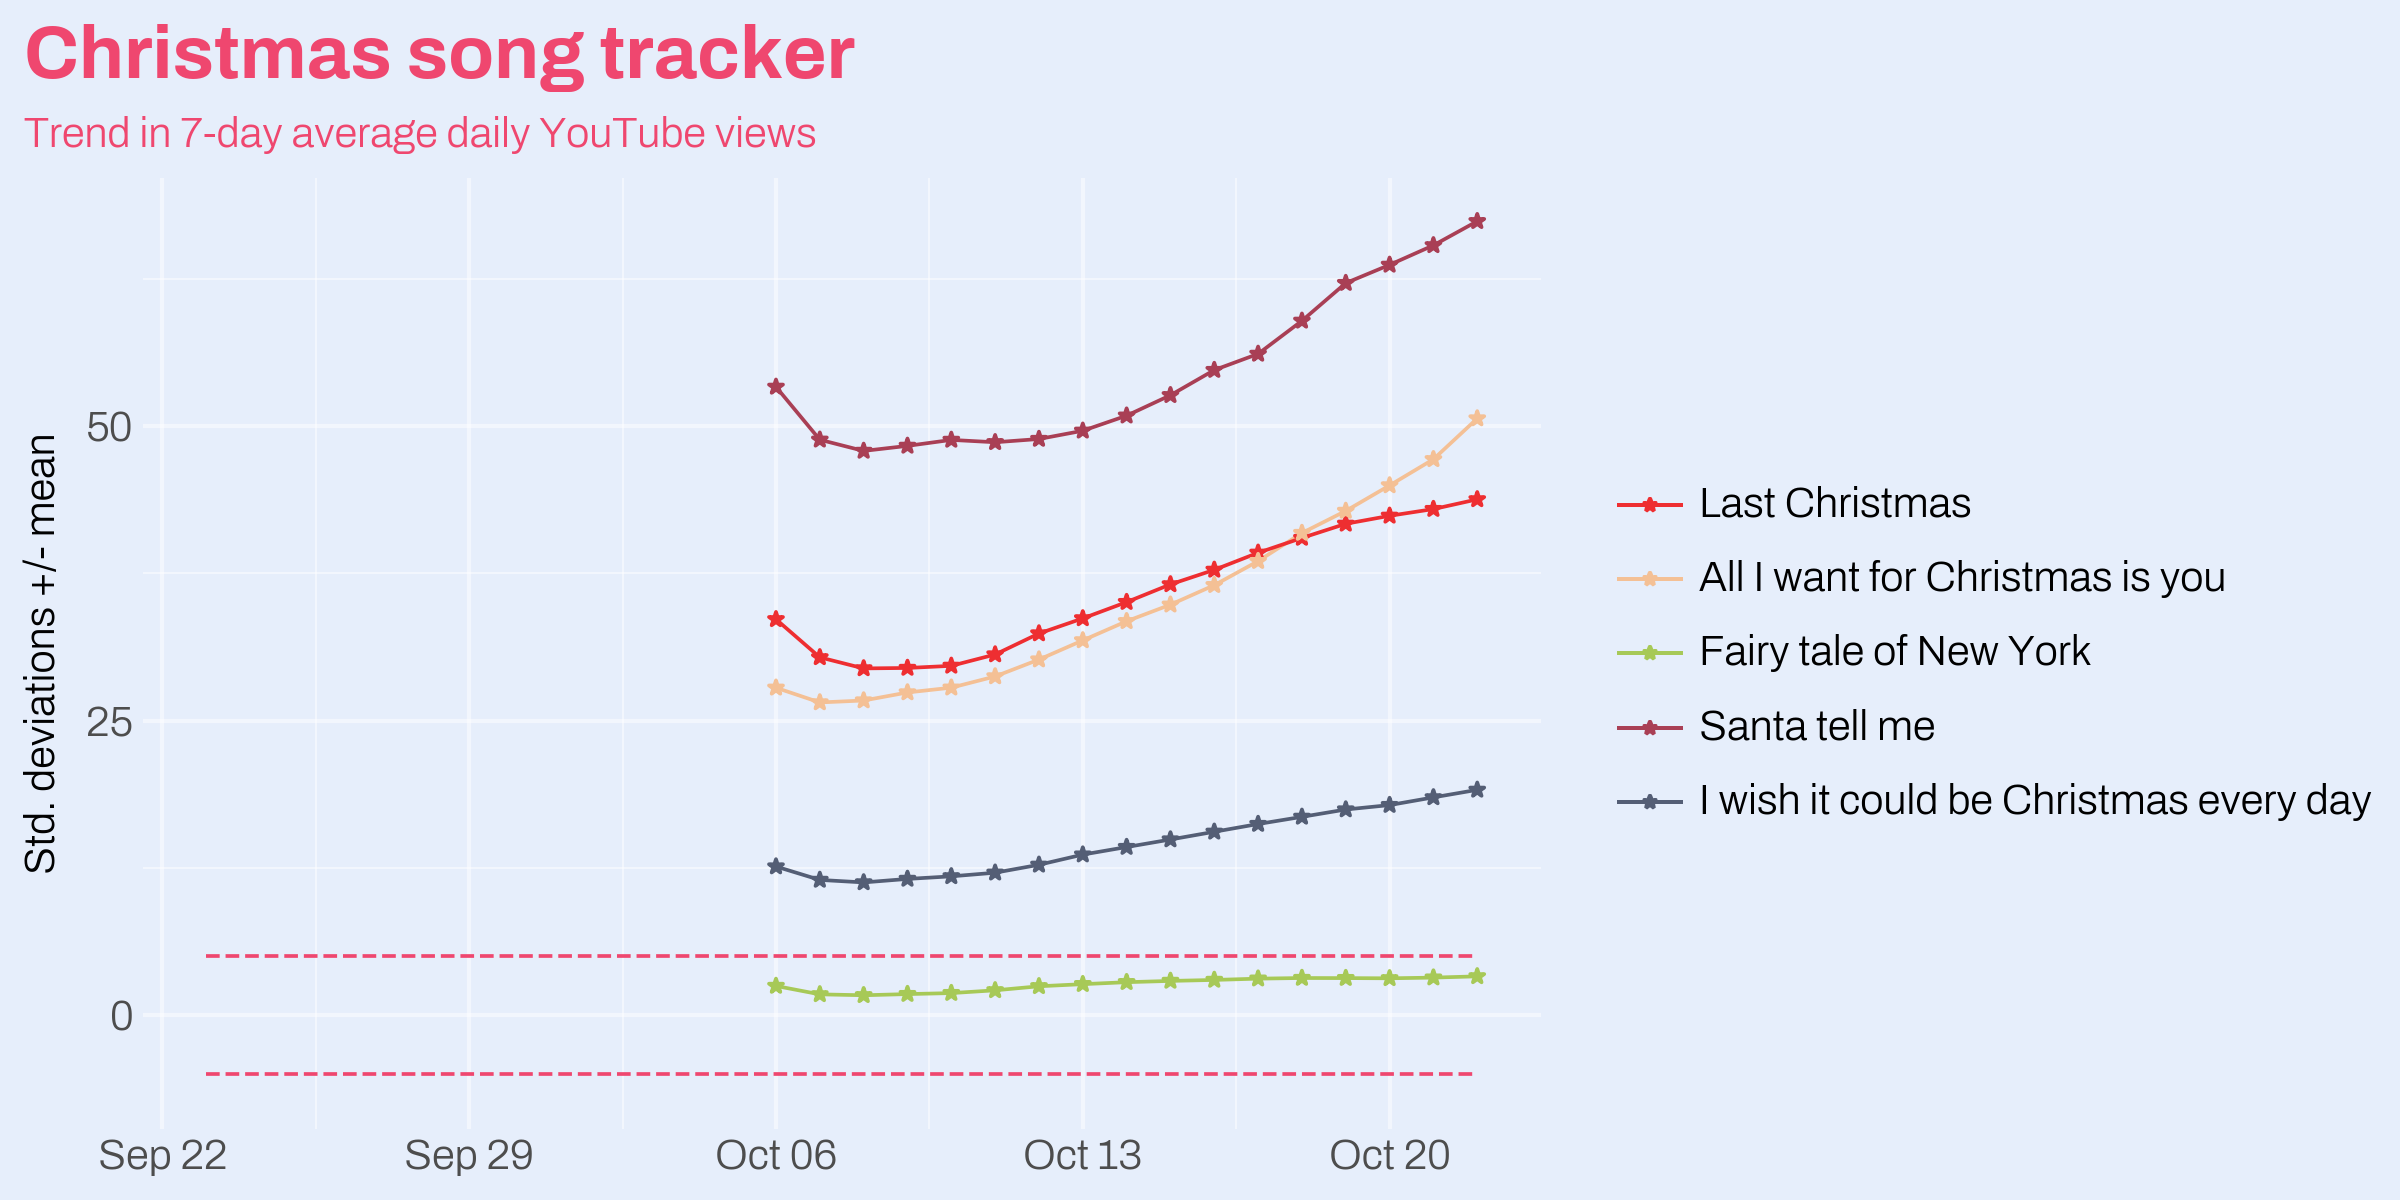 Christmas song tracker
Trend in 7-day average daily YouTube views
Std. deviations +/- mean
50
25
0
Sep 22
Sep 29
Oct 06
Oct 13
Oct 20
Last Christmas
All I want for Christmas is you
Fairy tale of New York
Santa tell me
I wish it could be Christmas every day